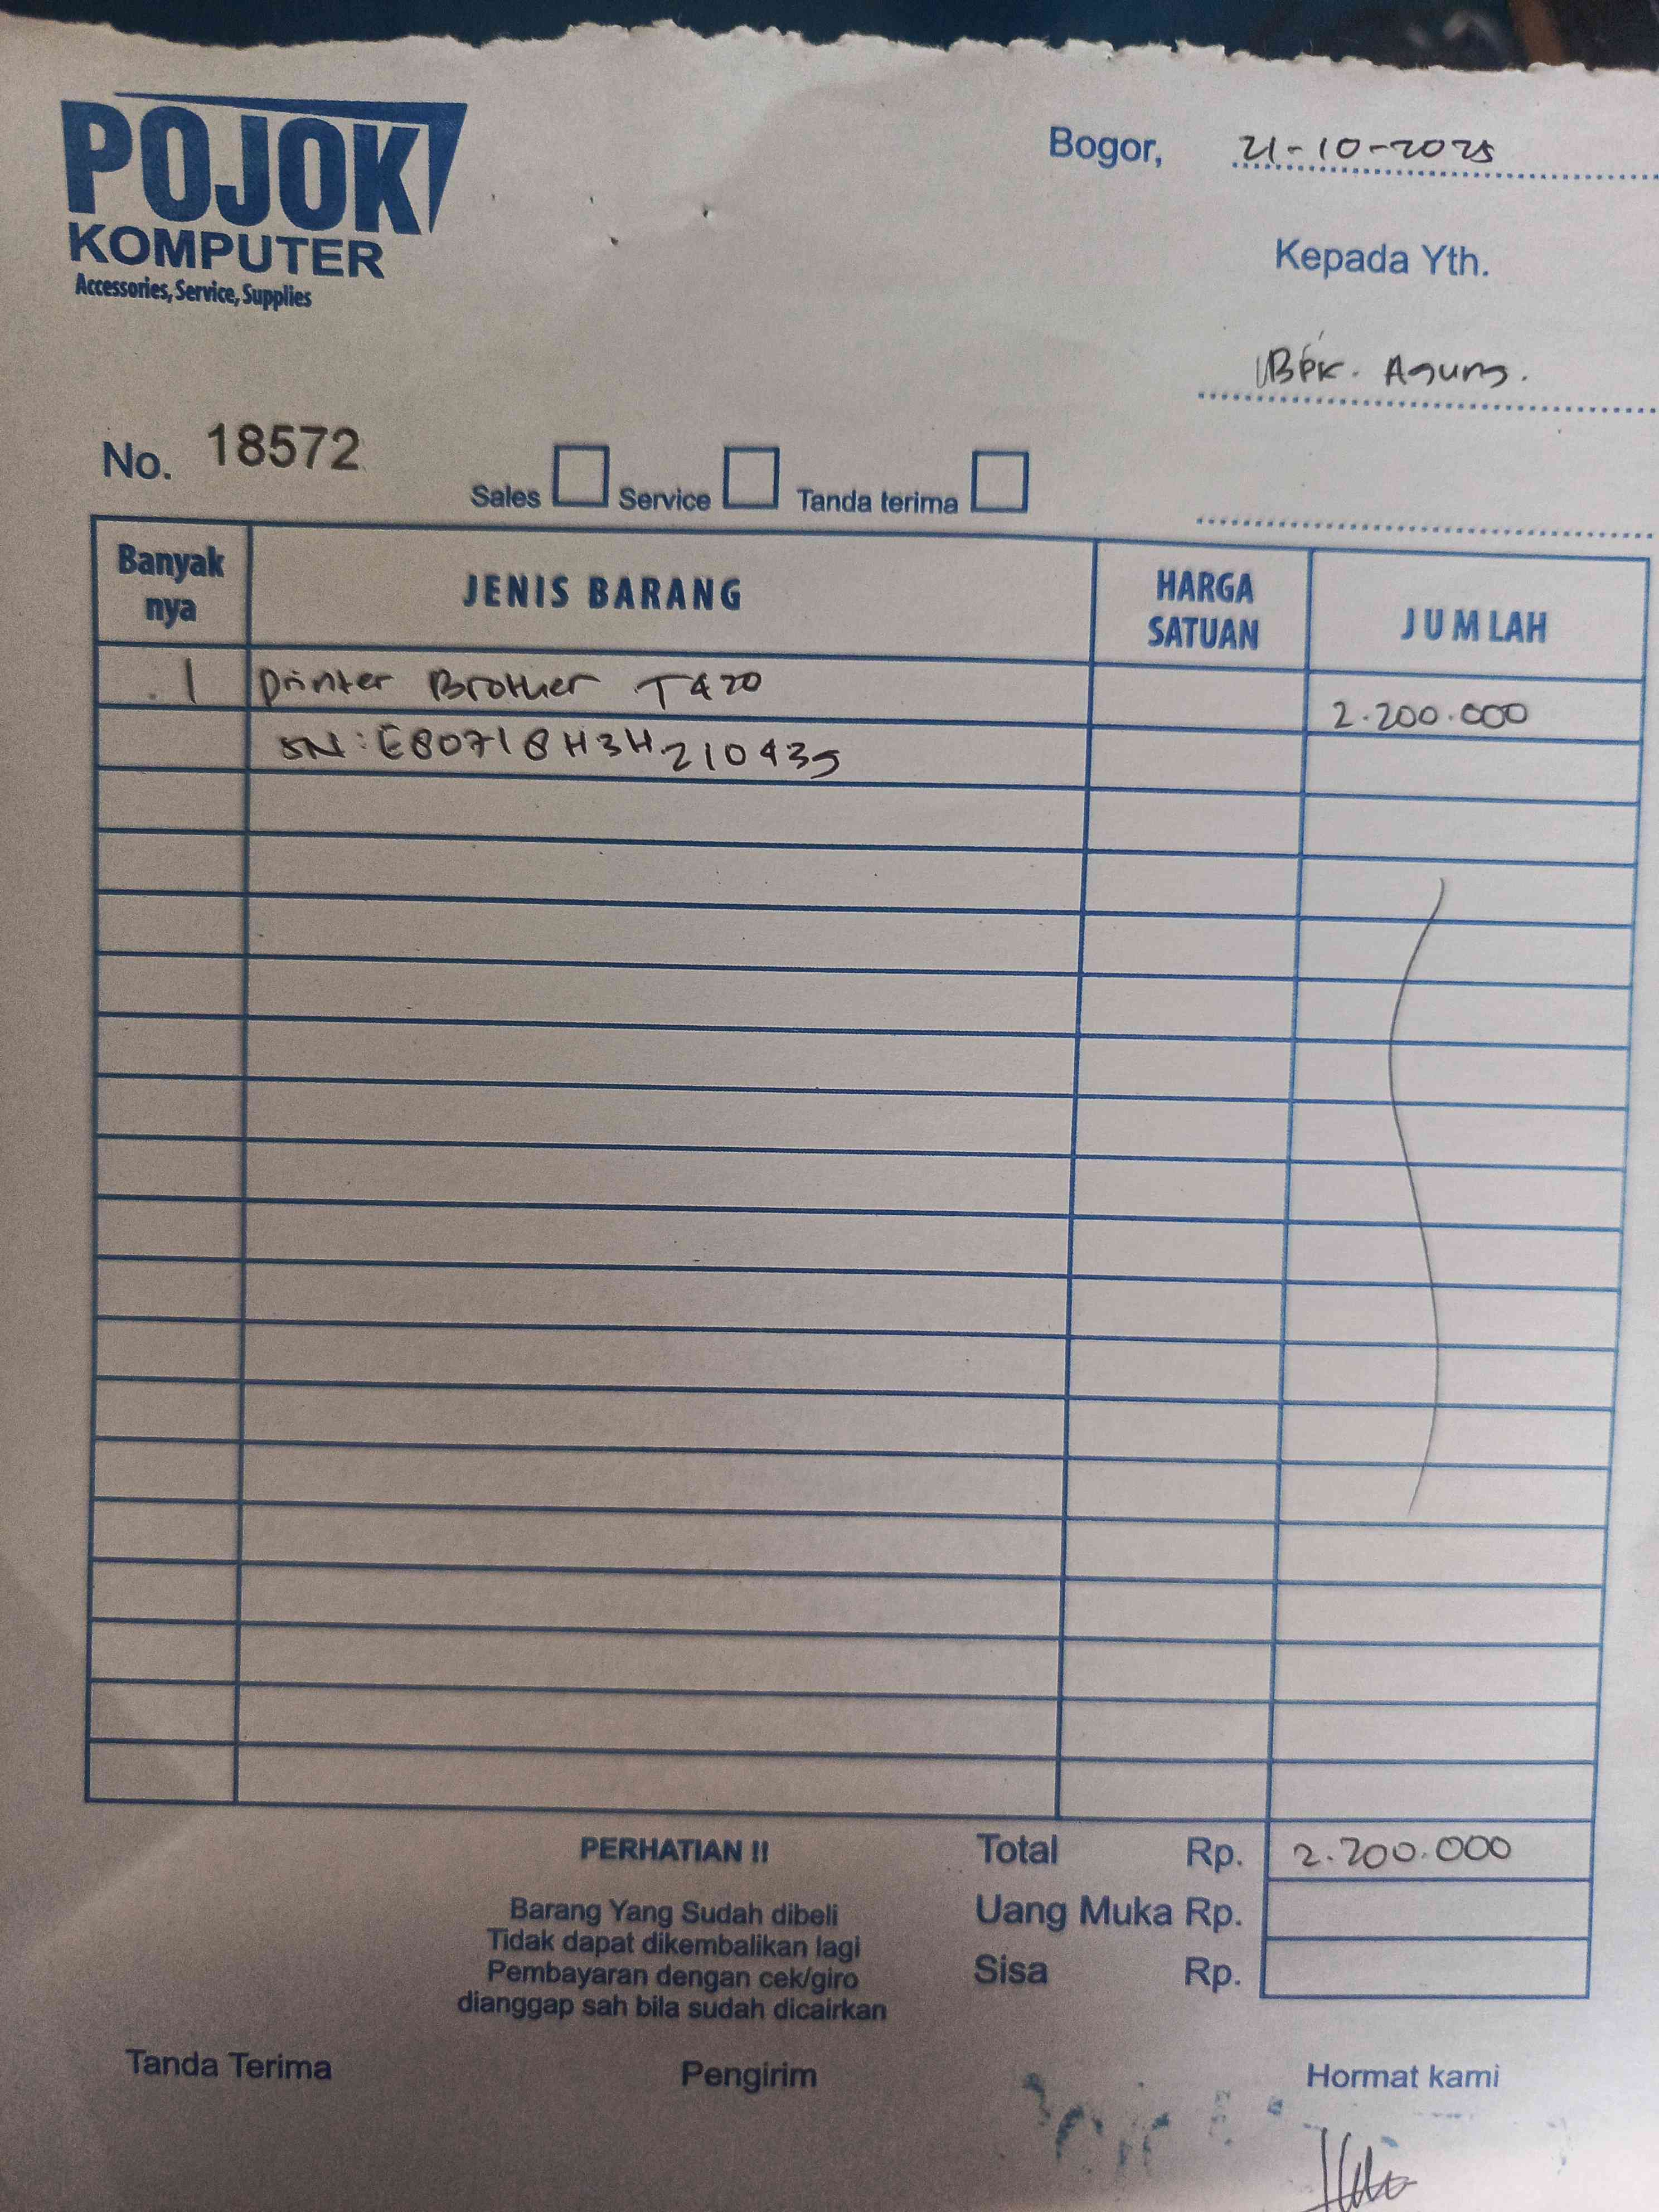 POJOK
KOMPUTER
Accessories, Service, Supplies
Bogor, 21-10-2025
Kepada Yth.
Bpk. Agung.
No. 18572
Sales Service Tanda terima
Banyak nya JENIS BARANG HARGA SATUAN JUMLAH
1 Printer Brother T420 2.200.000
SN: E80718H3H210435
PERHATIAN !!
Barang Yang Sudah dibeli
Tidak dapat dikembalikan lagi
Pembayaran dengan cek/giro
dianggap sah bila sudah dicairkan
Total Rp. 2.200.000
Uang Muka Rp.
Sisa Rp.
Tanda Terima Pengirim Hormat kami